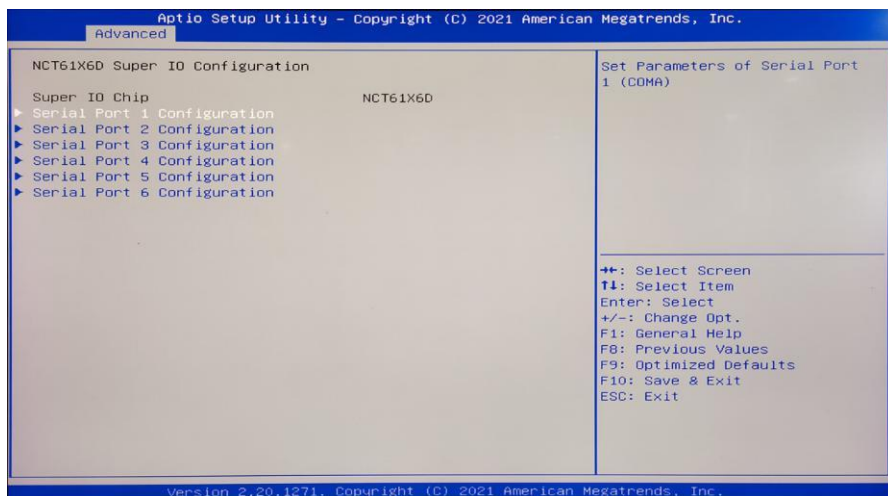 Aptio Setup Utility – Copyright (C) 2021 American Megatrends, Inc.
Advanced
NCT61X6D Super IO Configuration
Super IO Chip NCT61X6D
▶ Serial Port 1 Configuration
▶ Serial Port 2 Configuration
▶ Serial Port 3 Configuration
▶ Serial Port 4 Configuration
▶ Serial Port 5 Configuration
▶ Serial Port 6 Configuration
Set Parameters of Serial Port
1 (COMA)
→←: Select Screen
↑↓: Select Item
Enter: Select
+/-: Change Opt.
F1: General Help
F8: Previous Values
F9: Optimized Defaults
F10: Save & Exit
ESC: Exit
Version 2.20.1271. Copyright (C) 2021 American Megatrends, Inc.